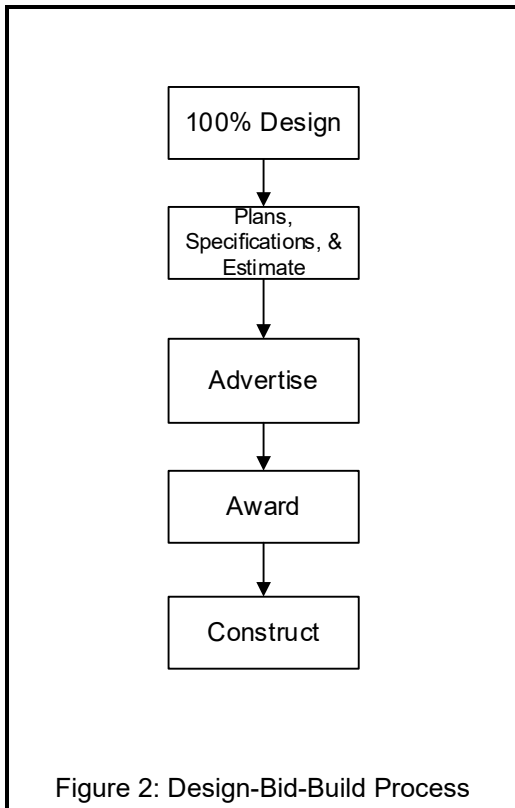 100% Design
Plans,
Specifications, &
Estimate
Advertise
Award
Construct
Figure 2: Design-Bid-Build Process